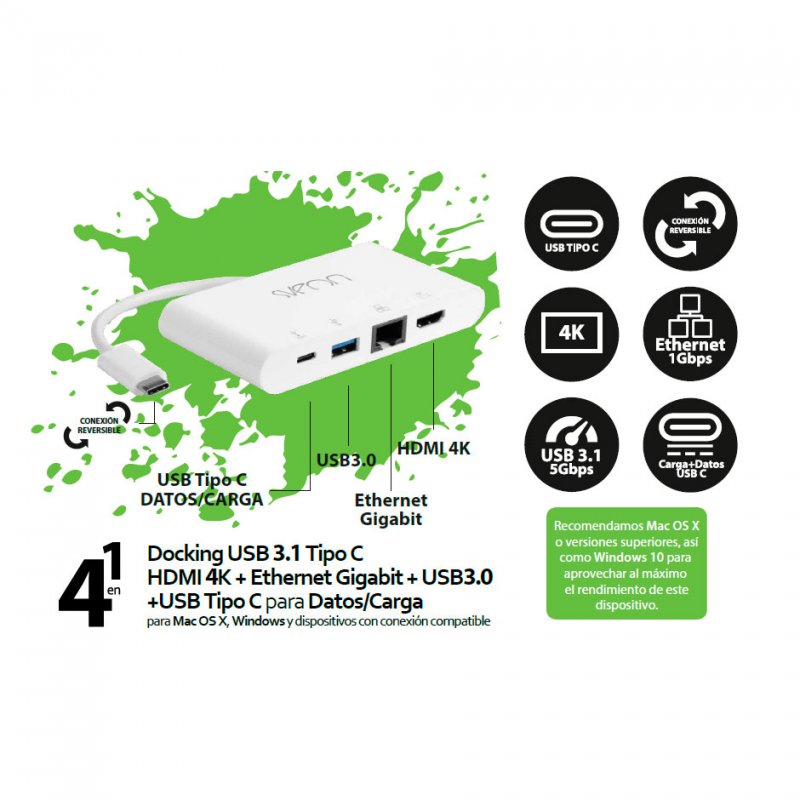 sveon
CONEXIÓN
REVERSIBLE
USB Tipo C
DATOS/CARGA
USB3.0
Ethernet
Gigabit
HDMI 4K
USB TIPO C
CONEXIÓN
REVERSIBLE
4K
Ethernet
1Gbps
USB 3.1
5Gbps
Carga+Datos
USB C
4 en 1
Docking USB 3.1 Tipo C
HDMI 4K + Ethernet Gigabit + USB3.0
+USB Tipo C para Datos/Carga
para Mac OS X, Windows y dispositivos con conexión compatible
Recomendamos Mac OS X
o versiones superiores, así
como Windows 10 para
aprovechar al máximo
el rendimiento de este
dispositivo.